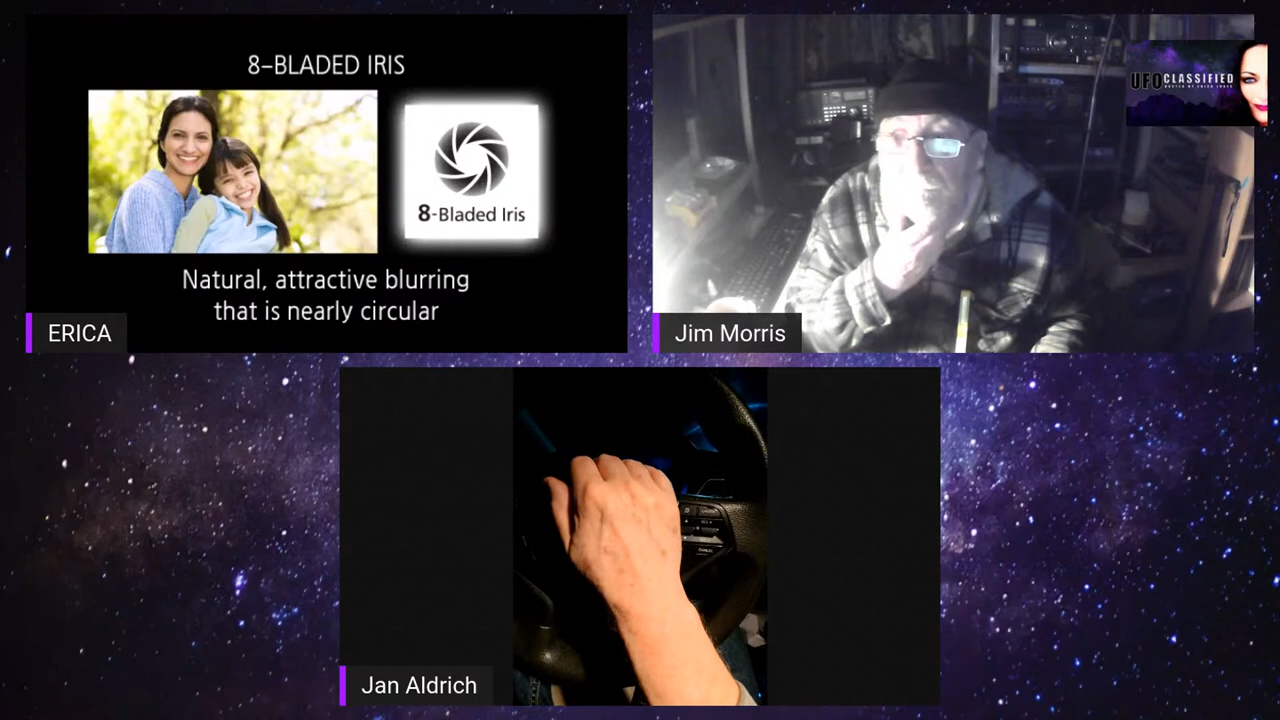 8-BLADED IRIS
8-Bladed Iris
Natural, attractive blurring
that is nearly circular
ERICA
UFO CLASSIFIED
Jim Morris
Jan Aldrich